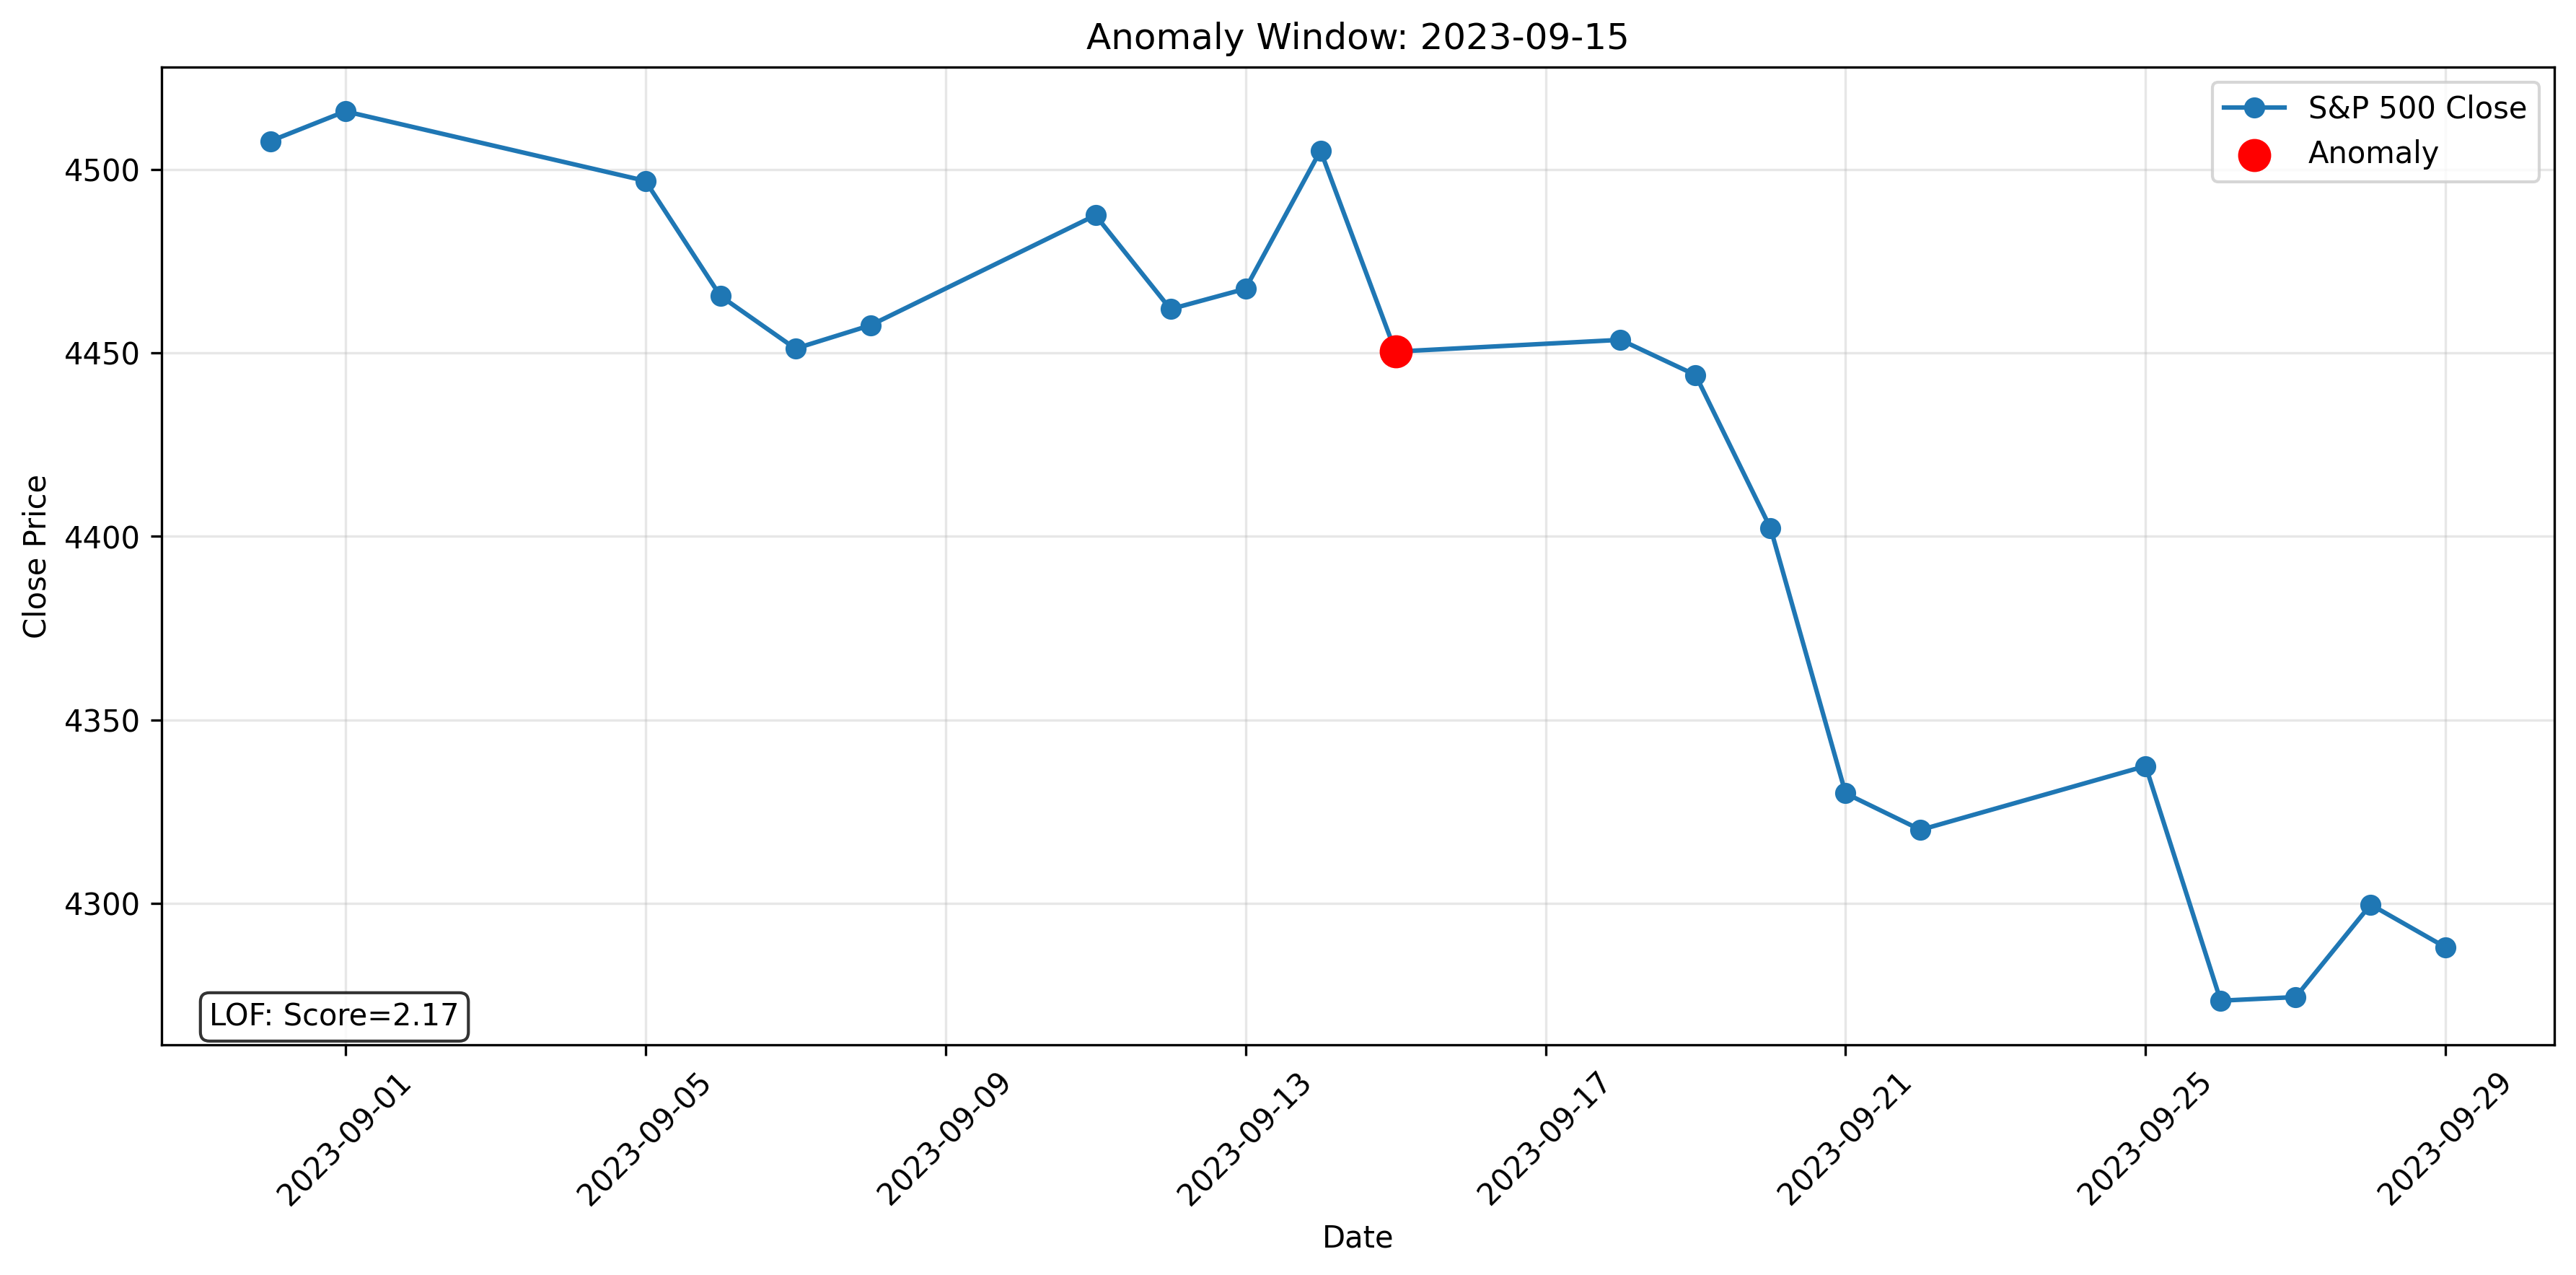 Anomaly Window: 2023-09-15
S&P 500 Close
Anomaly
Close Price
4500
4450
4400
4350
4300
LOF: Score=2.17
2023-09-01
2023-09-05
2023-09-09
2023-09-13
2023-09-17
2023-09-21
2023-09-25
2023-09-29
Date